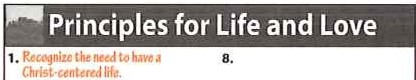 Principles for Life and Love
1. Recognize the need to have a
Christ-centered life.
8.